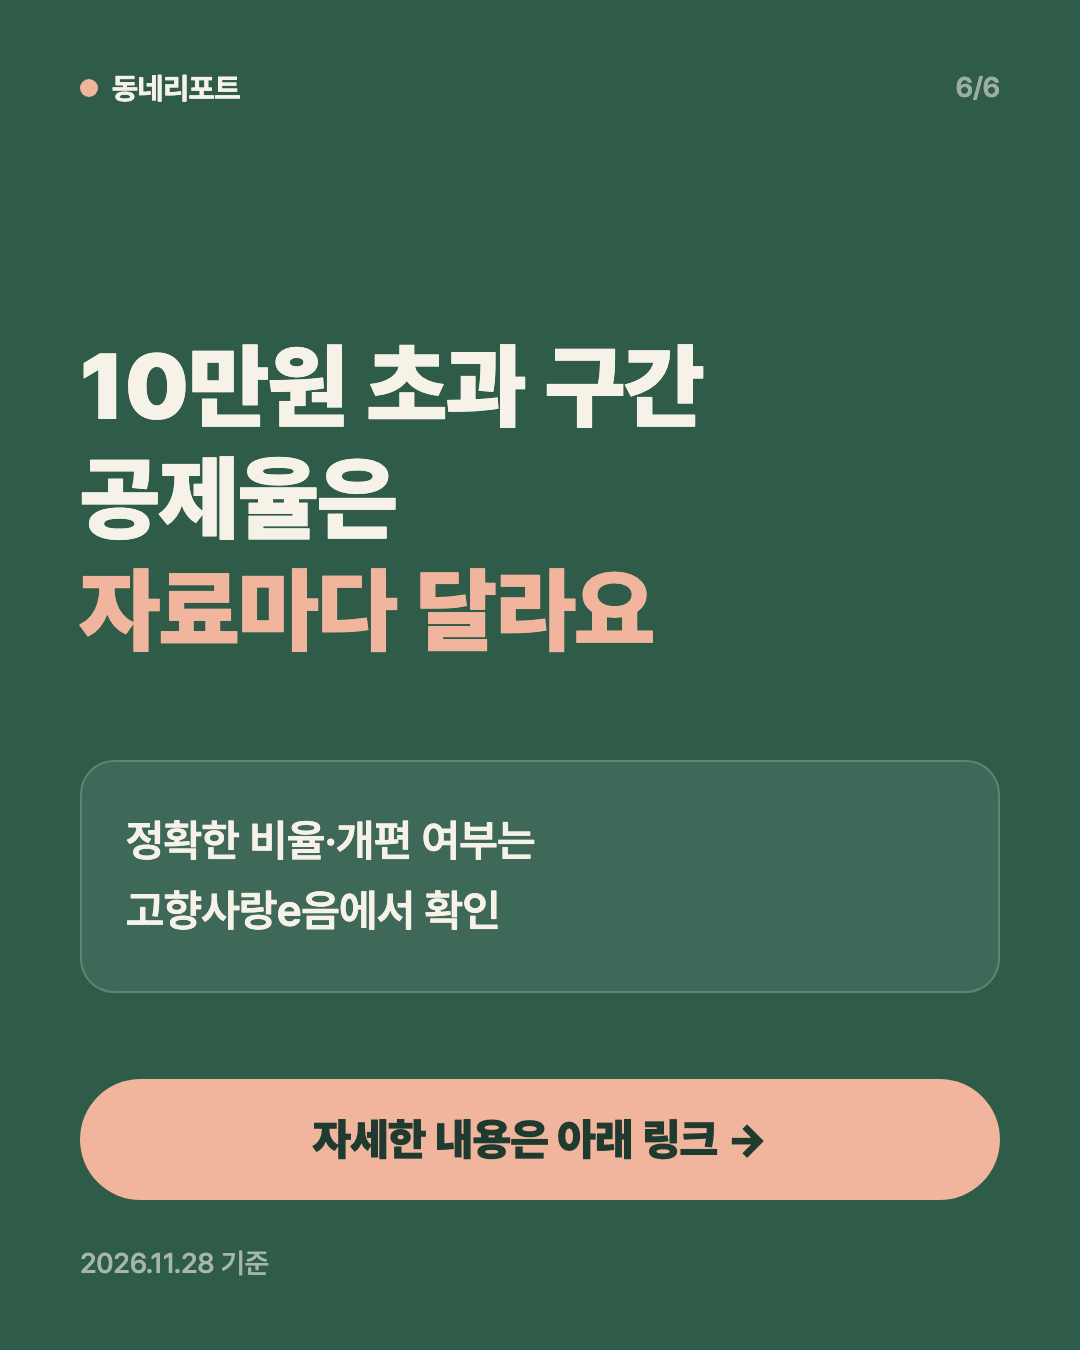 동네리포트
6/6
10만원 초과 구간
공제율은
자료마다 달라요
정확한 비율·개편 여부는
고향사랑e음에서 확인
자세한 내용은 아래 링크 →
2026.11.28 기준